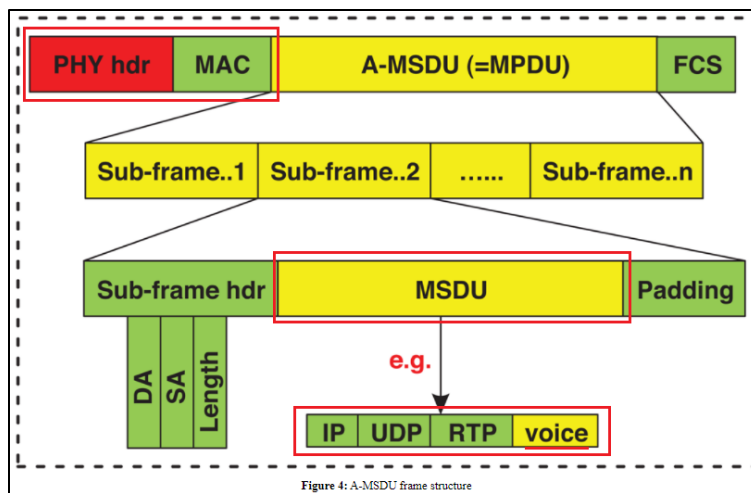 PHY hdr MAC A-MSDU (=MPDU) FCS
Sub-frame..1 Sub-frame..2 …... Sub-frame..n
Sub-frame hdr MSDU Padding
DA
SA
Length
e.g.
IP UDP RTP voice
Figure 4: A-MSDU frame structure